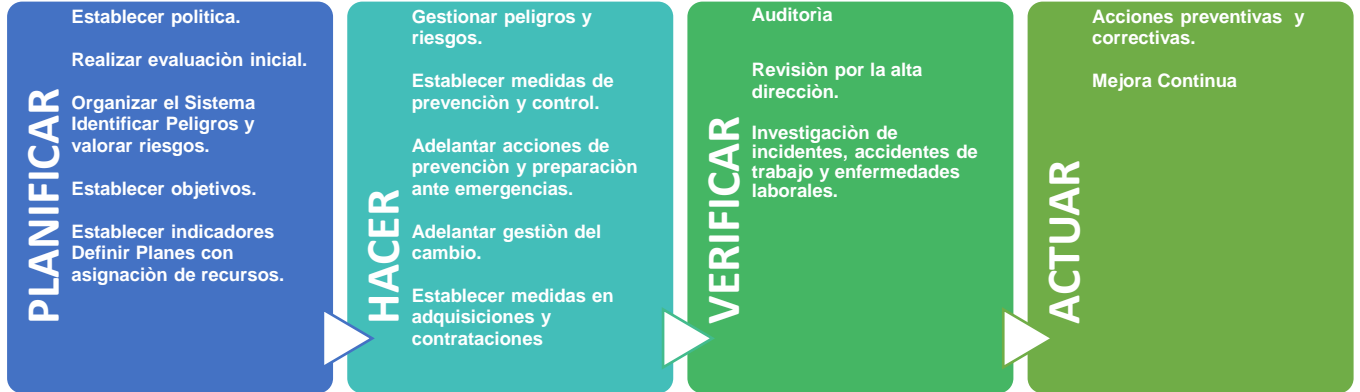 PLANIFICAR
Establecer politica.
Realizar evaluaciòn inicial.
Organizar el Sistema
Identificar Peligros y
valorar riesgos.
Establecer objetivos.
Establecer indicadores
Definir Planes con
asignaciòn de recursos.
HACER
Gestionar peligros y
riesgos.
Establecer medidas de
prevenciòn y control.
Adelantar acciones de
prevenciòn y preparaciòn
ante emergencias.
Adelantar gestiòn del
cambio.
Establecer medidas en
adquisiciones y
contrataciones
VERIFICAR
Auditorìa
Revisiòn por la alta
direcciòn.
Investigaciòn de
incidentes, accidentes de
trabajo y enfermedades
laborales.
ACTUAR
Acciones preventivas y
correctivas.
Mejora Continua